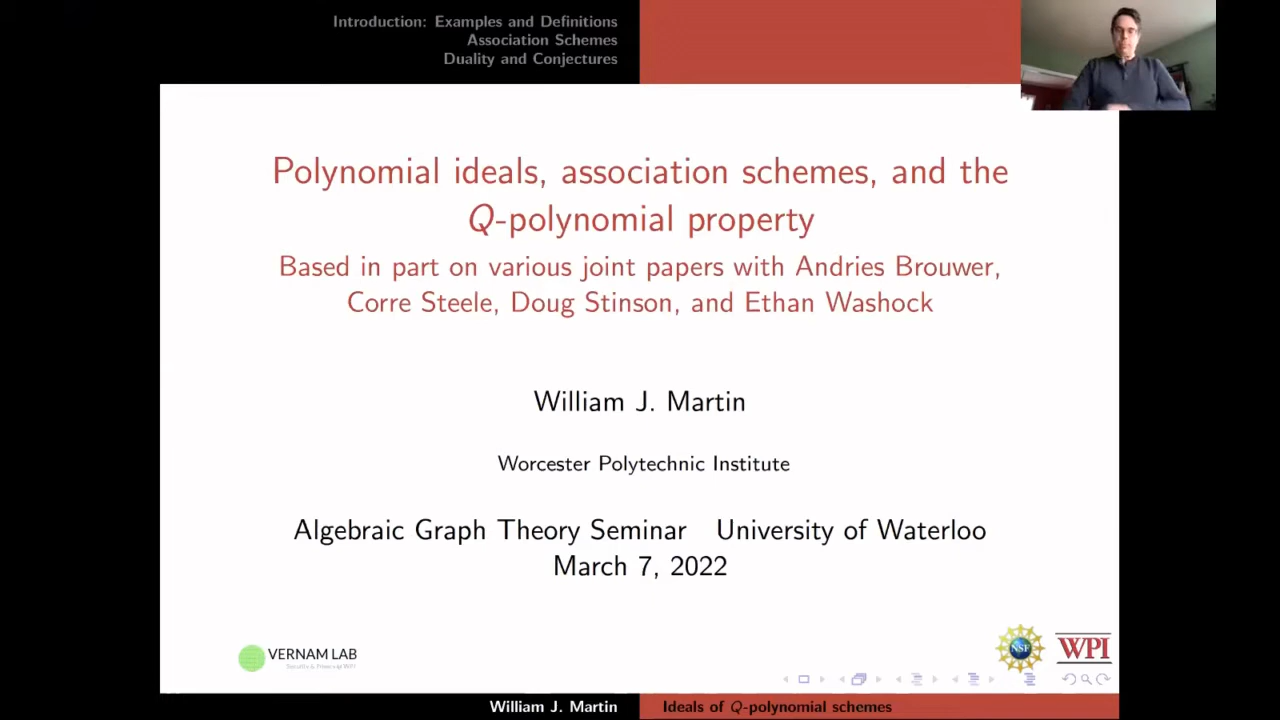 Introduction: Examples and Definitions
Association Schemes
Duality and Conjectures
Polynomial ideals, association schemes, and the
Q-polynomial property
Based in part on various joint papers with Andries Brouwer,
Corre Steele, Doug Stinson, and Ethan Washock
William J. Martin
Worcester Polytechnic Institute
Algebraic Graph Theory Seminar University of Waterloo
March 7, 2022
VERNAM LAB
NSF
WPI
William J. Martin
Ideals of Q-polynomial schemes